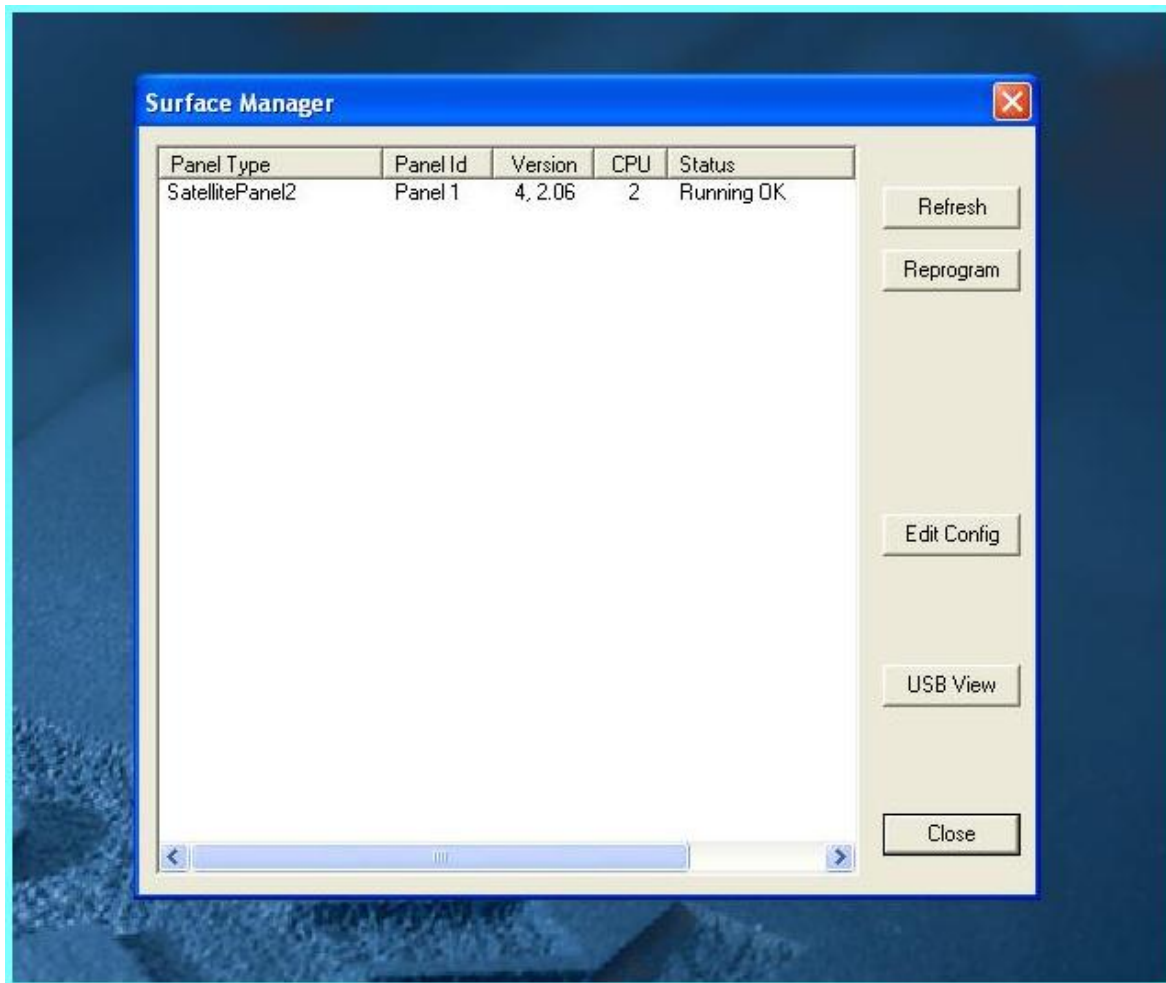 Surface Manager
Panel Type Panel Id Version CPU Status
SatellitePanel2 Panel 1 4, 2.06 2 Running OK
Refresh
Reprogram
Edit Config
USB View
Close